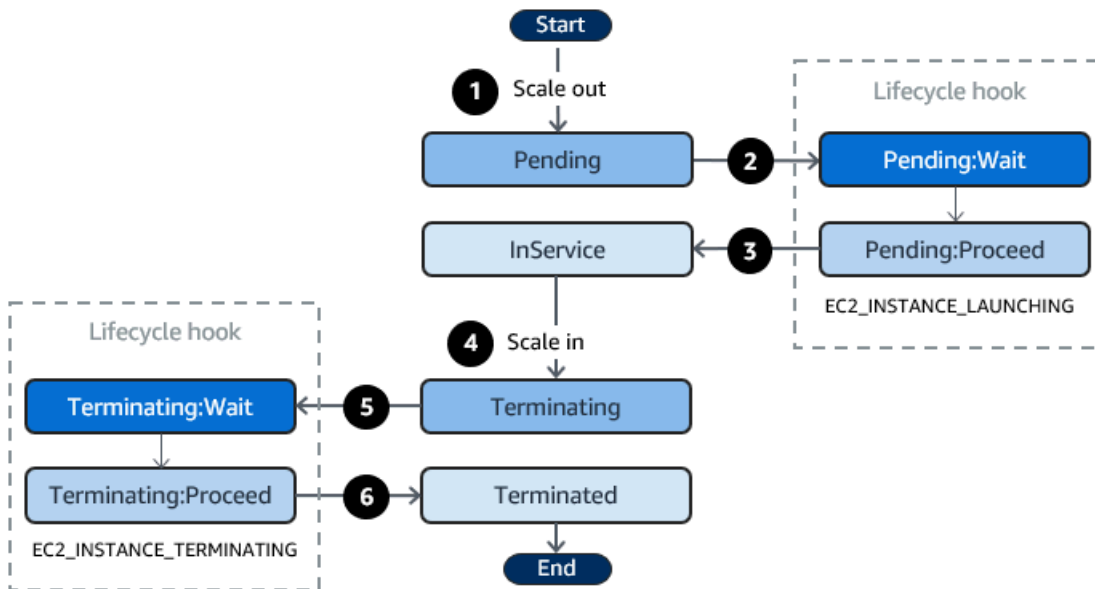 Start
1 Scale out
Lifecycle hook
Pending
2
Pending:Wait
InService
3
Pending:Proceed
EC2_INSTANCE_LAUNCHING
Lifecycle hook
4 Scale in
Terminating:Wait
5
Terminating
Terminating:Proceed
6
Terminated
EC2_INSTANCE_TERMINATING
End